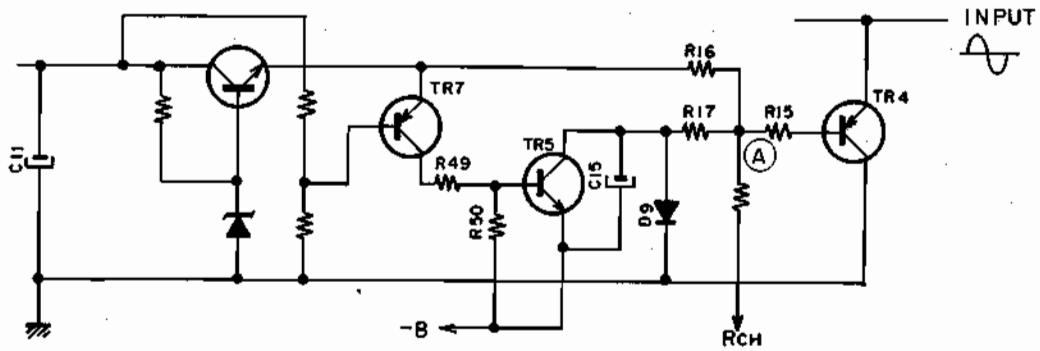 INPUT
R16
TR7
R17
R15
TR4
TR5
A
C11
R49
C15
R50
D9
-B
RCH